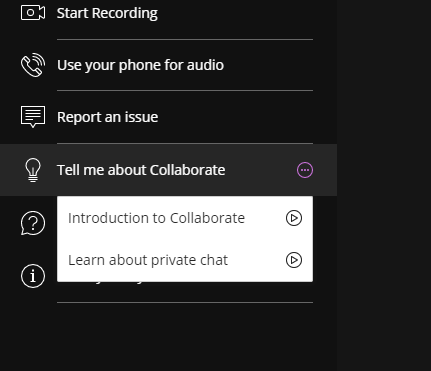 Start Recording
Use your phone for audio
Report an issue
Tell me about Collaborate
Introduction to Collaborate
Learn about private chat